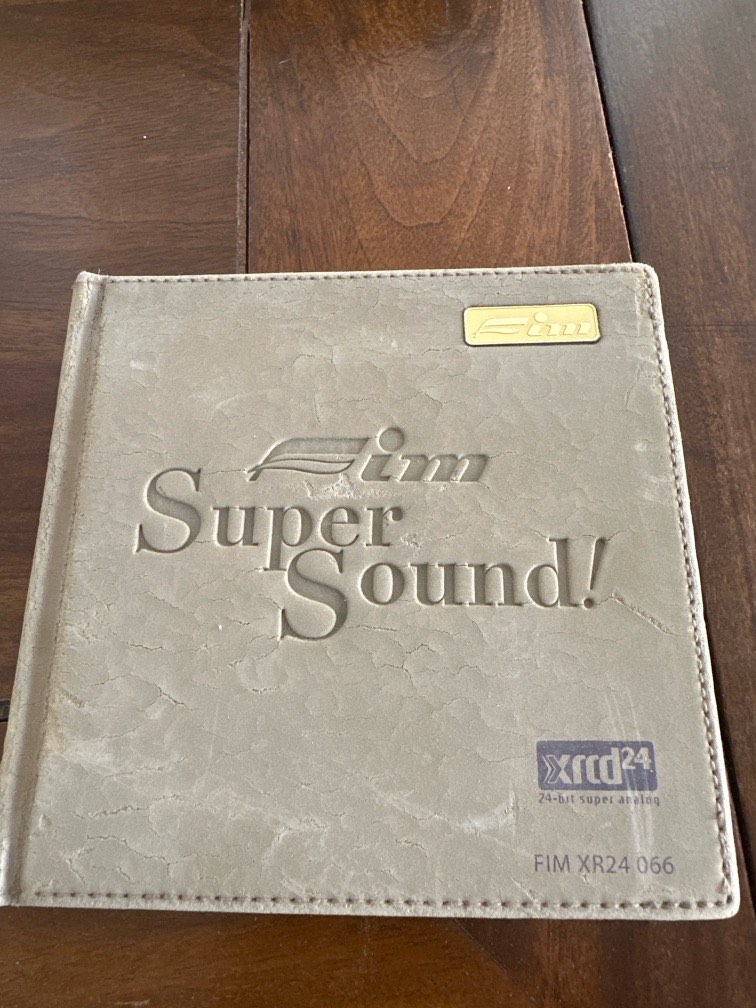 Fim
Fim
Super
Sound!
xrcd24
24-bit super analog
FIM XR24 066